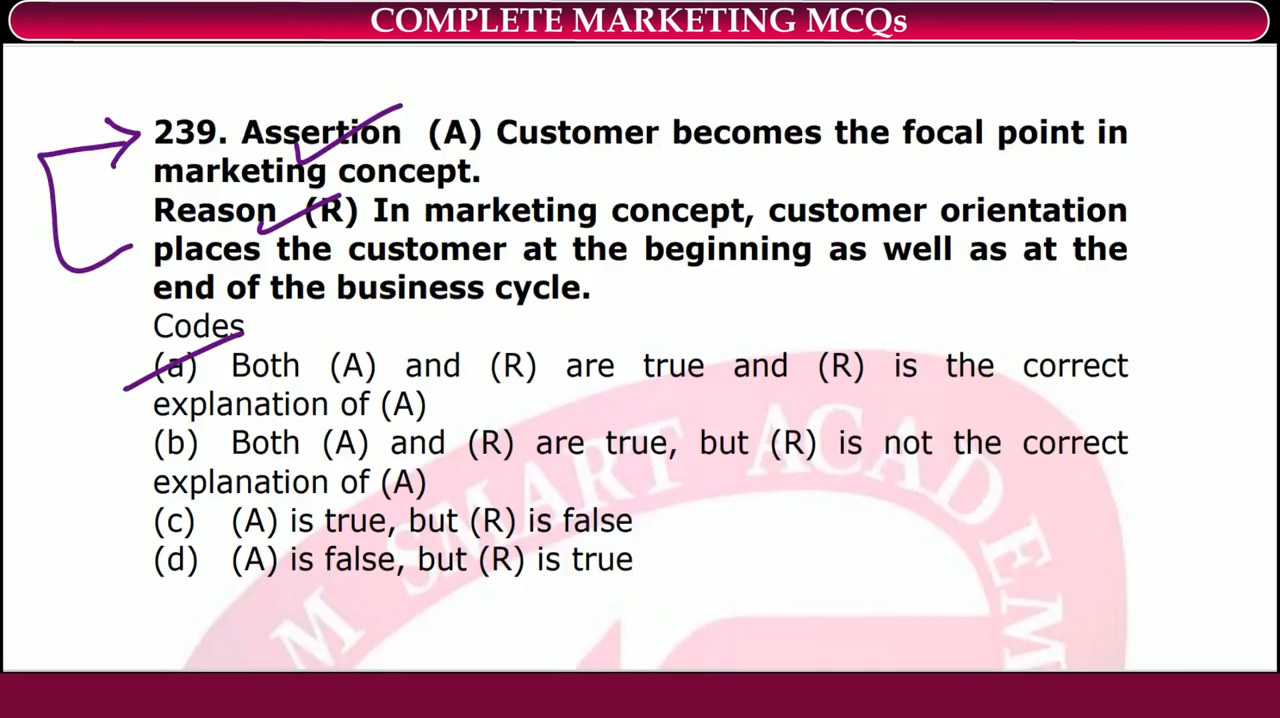 COMPLETE MARKETING MCQs
239. Assertion (A) Customer becomes the focal point in
marketing concept.
Reason (R) In marketing concept, customer orientation
places the customer at the beginning as well as at the
end of the business cycle.
Codes
(a) Both (A) and (R) are true and (R) is the correct
explanation of (A)
(b) Both (A) and (R) are true, but (R) is not the correct
explanation of (A)
(c) (A) is true, but (R) is false
(d) (A) is false, but (R) is true
M SMART ACADEM